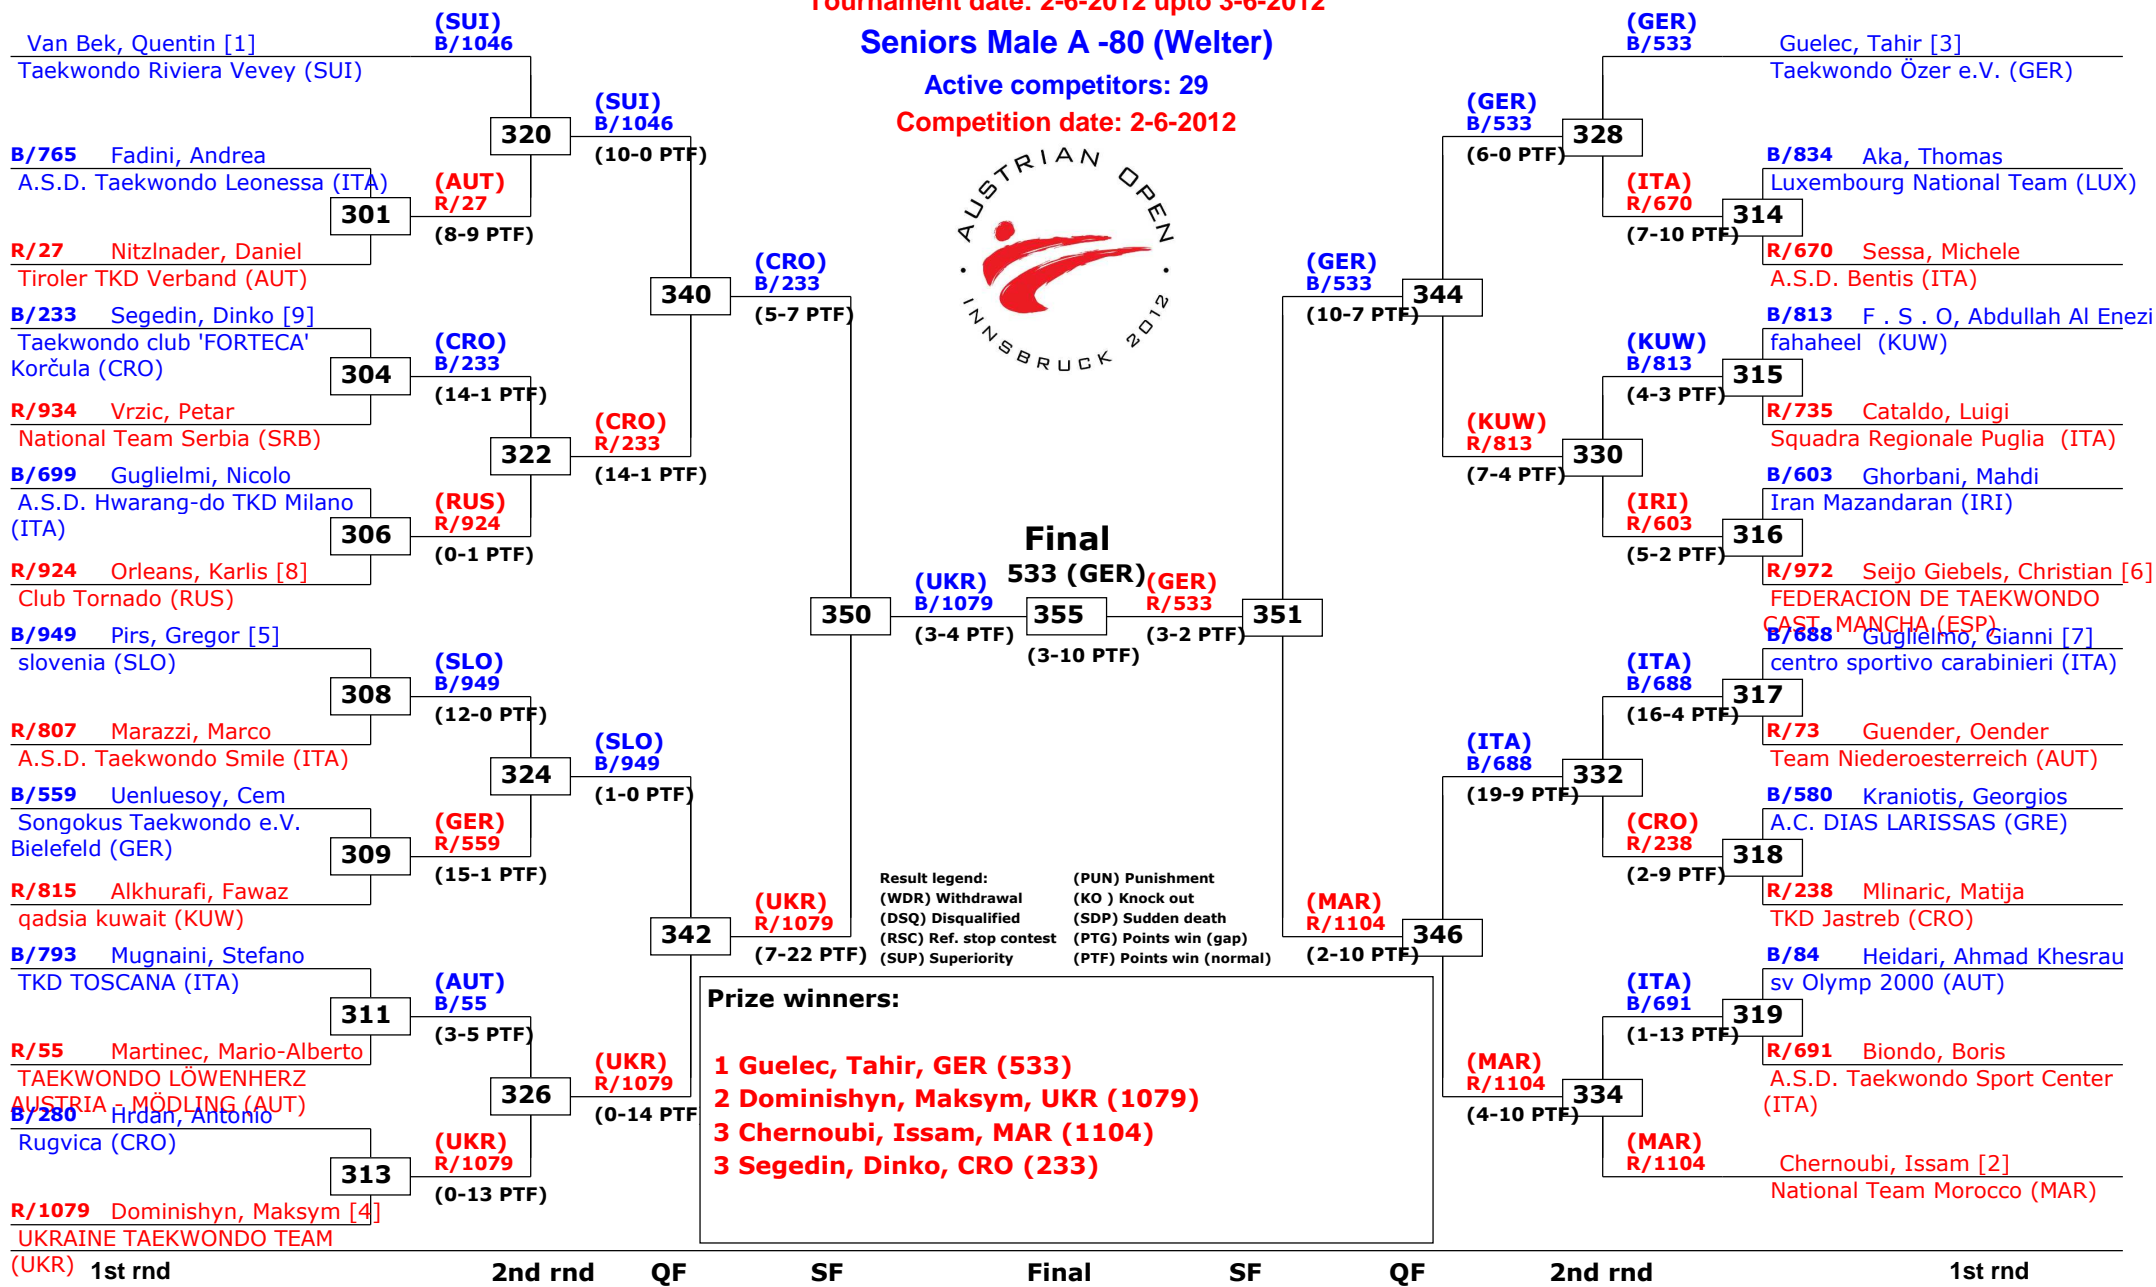 Tournament date: 2-6-2012 upto 3-6-2012
Seniors Male A -80 (Welter)
Active competitors: 29
Competition date: 2-6-2012
AUSTRIAN OPEN
· INNSBRUCK 2012 ·
Van Bek, Quentin [1]
Taekwondo Riviera Vevey (SUI)
B/765 Fadini, Andrea
A.S.D. Taekwondo Leonessa (ITA)
301
R/27 Nitzlnader, Daniel
Tiroler TKD Verband (AUT)
B/233 Segedin, Dinko [9]
Taekwondo club 'FORTECA'
Korčula (CRO)
304
R/934 Vrzic, Petar
National Team Serbia (SRB)
B/699 Guglielmi, Nicolo
A.S.D. Hwarang-do TKD Milano
(ITA)
306
R/924 Orleans, Karlis [8]
Club Tornado (RUS)
B/949 Pirs, Gregor [5]
slovenia (SLO)
308
R/807 Marazzi, Marco
A.S.D. Taekwondo Smile (ITA)
B/559 Uenluesoy, Cem
Songokus Taekwondo e.V.
Bielefeld (GER)
309
R/815 Alkhurafi, Fawaz
qadsia kuwait (KUW)
B/793 Mugnaini, Stefano
TKD TOSCANA (ITA)
311
R/55 Martinec, Mario-Alberto
TAEKWONDO LÖWENHERZ
AUSTRIA - MÖDLING (AUT)
B/280 Hrdan, Antonio
Rugvica (CRO)
313
R/1079 Dominishyn, Maksym [4]
UKRAINE TAEKWONDO TEAM
(UKR)
(SUI)
B/1046
320
(AUT)
R/27
(8-9 PTF)
(CRO)
B/233
(14-1 PTF)
322
(RUS)
R/924
(0-1 PTF)
(SLO)
B/949
(12-0 PTF)
324
(GER)
R/559
(15-1 PTF)
(AUT)
B/55
(3-5 PTF)
326
(UKR)
R/1079
(0-13 PTF)
(SUI)
B/1046
(10-0 PTF)
340
(CRO)
R/233
(14-1 PTF)
(SLO)
B/949
(1-0 PTF)
342
(UKR)
R/1079
(0-14 PTF
(CRO)
B/233
(5-7 PTF)
350
(UKR)
R/1079
(7-22 PTF)
(UKR)
B/1079
(3-4 PTF)
Final
533 (GER)
355
(3-10 PTF)
(GER)
R/533
(3-2 PTF)
351
(GER)
B/533
(10-7 PTF)
(MAR)
R/1104
(2-10 PTF)
344
346
(GER)
B/533
(6-0 PTF)
(KUW)
R/813
(7-4 PTF)
(ITA)
B/688
(19-9 PTF)
(MAR)
R/1104
(4-10 PTF)
328
330
332
334
(GER)
B/533
(ITA)
R/670
(7-10 PTF)
(KUW)
B/813
(4-3 PTF)
(IRI)
R/603
(5-2 PTF)
(ITA)
B/688
(16-4 PTF)
(CRO)
R/238
(2-9 PTF)
(ITA)
B/691
(1-13 PTF)
(MAR)
R/1104
Guelec, Tahir [3]
Taekwondo Özer e.V. (GER)
B/834 Aka, Thomas
Luxembourg National Team (LUX)
314
R/670 Sessa, Michele
A.S.D. Bentis (ITA)
B/813 F . S . O, Abdullah Al Enezi
fahaheel (KUW)
315
R/735 Cataldo, Luigi
Squadra Regionale Puglia (ITA)
B/603 Ghorbani, Mahdi
Iran Mazandaran (IRI)
316
R/972 Seijo Giebels, Christian [6]
FEDERACION DE TAEKWONDO
CAST. MANCHA (ESP)
B/688 Guglielmo, Gianni [7]
centro sportivo carabinieri (ITA)
317
R/73 Guender, Oender
Team Niederoesterreich (AUT)
B/580 Kraniotis, Georgios
A.C. DIAS LARISSAS (GRE)
318
R/238 Mlinaric, Matija
TKD Jastreb (CRO)
B/84 Heidari, Ahmad Khesrau
sv Olymp 2000 (AUT)
319
R/691 Biondo, Boris
A.S.D. Taekwondo Sport Center
(ITA)
Chernoubi, Issam [2]
National Team Morocco (MAR)
Result legend: (PUN) Punishment
(WDR) Withdrawal (KO ) Knock out
(DSQ) Disqualified (SDP) Sudden death
(RSC) Ref. stop contest (PTG) Points win (gap)
(SUP) Superiority (PTF) Points win (normal)
Prize winners:
1 Guelec, Tahir, GER (533)
2 Dominishyn, Maksym, UKR (1079)
3 Chernoubi, Issam, MAR (1104)
3 Segedin, Dinko, CRO (233)
1st rnd 2nd rnd QF SF Final SF QF 2nd rnd 1st rnd